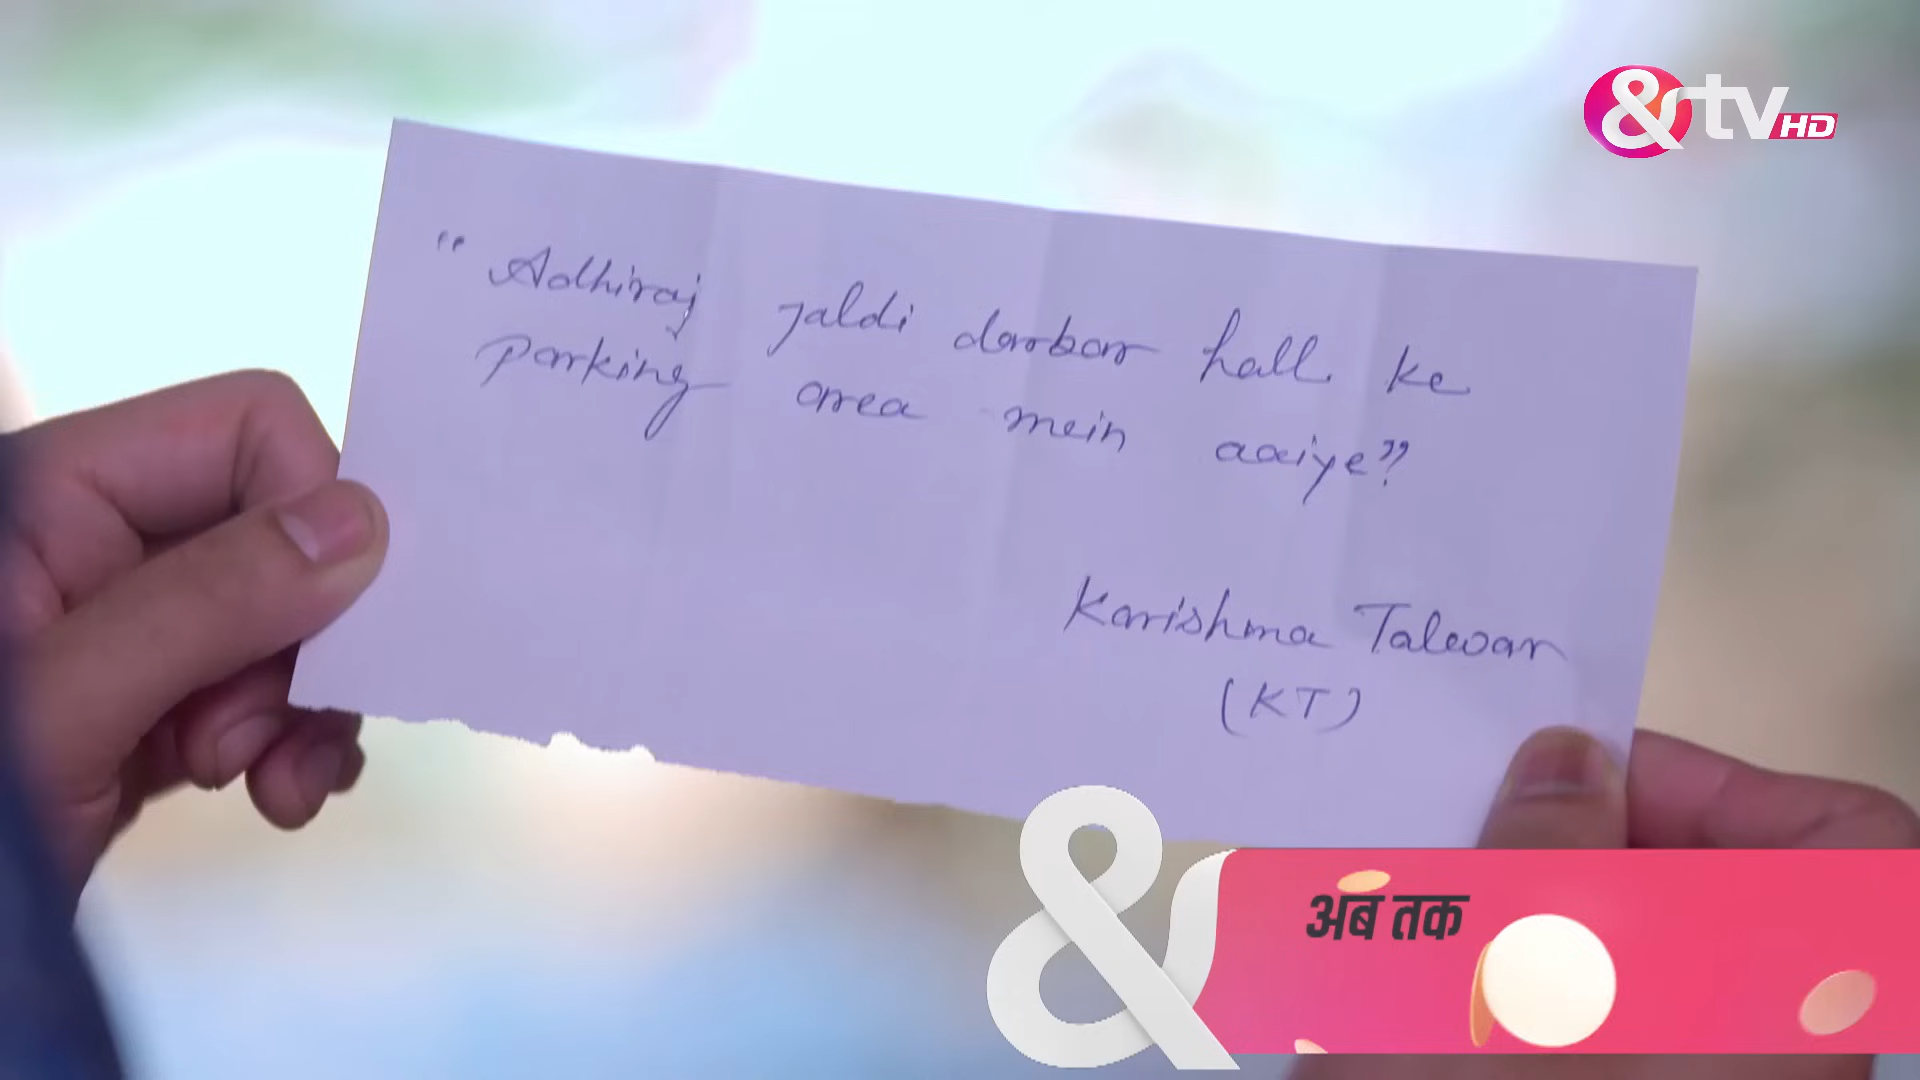 &tv HD
" Adhiraj jaldi darbar hall ke
parking area mein aaiye"
Karishma Talwar
(KT)
&
अब तक